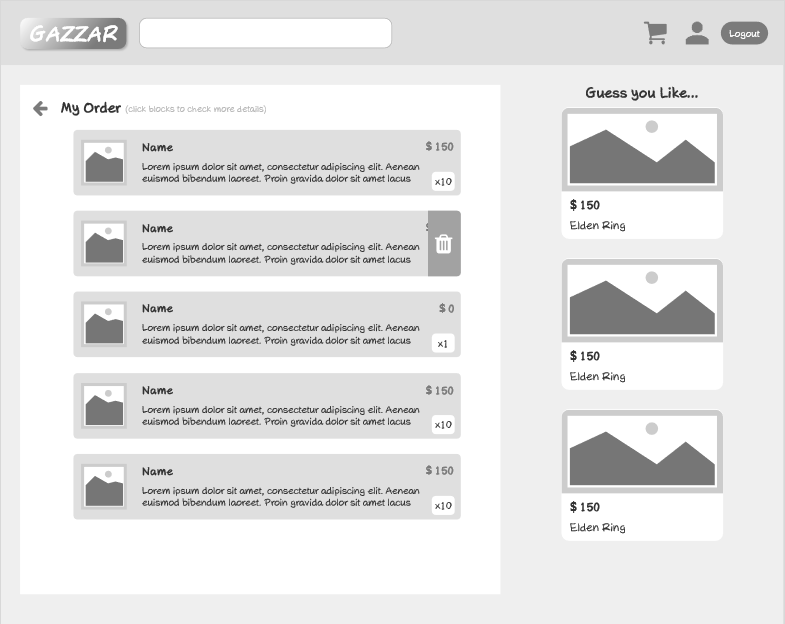 GAZZAR
Logout
My Order (click blocks to check more details)
Name
$ 150
Lorem ipsum dolor sit amet, consectetur adipiscing elit. Aenean
euismod bibendum laoreet. Proin gravida dolor sit amet lacus
x10
Name
Lorem ipsum dolor sit amet, consectetur adipiscing elit. Aenean
euismod bibendum laoreet. Proin gravida dolor sit amet lacus
Name
$ 0
Lorem ipsum dolor sit amet, consectetur adipiscing elit. Aenean
euismod bibendum laoreet. Proin gravida dolor sit amet lacus
x1
Name
$ 150
Lorem ipsum dolor sit amet, consectetur adipiscing elit. Aenean
euismod bibendum laoreet. Proin gravida dolor sit amet lacus
x10
Name
$ 150
Lorem ipsum dolor sit amet, consectetur adipiscing elit. Aenean
euismod bibendum laoreet. Proin gravida dolor sit amet lacus
x10
Guess you Like...
$ 150
Elden Ring
$ 150
Elden Ring
$ 150
Elden Ring